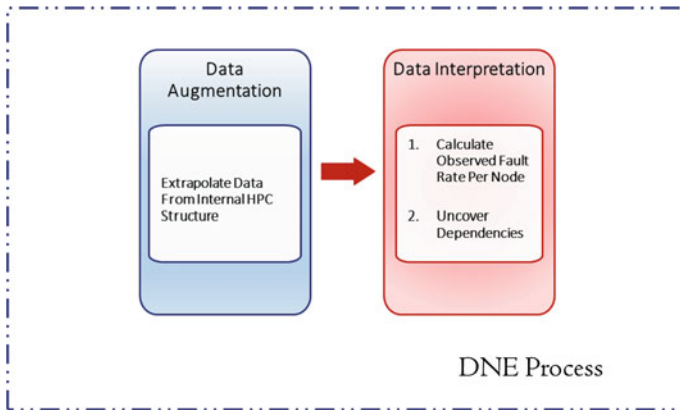 Data
Augmentation
Extrapolate Data
From Internal HPC
Structure
Data Interpretation
1. Calculate
Observed Fault
Rate Per Node
2. Uncover
Dependencies
DNE Process